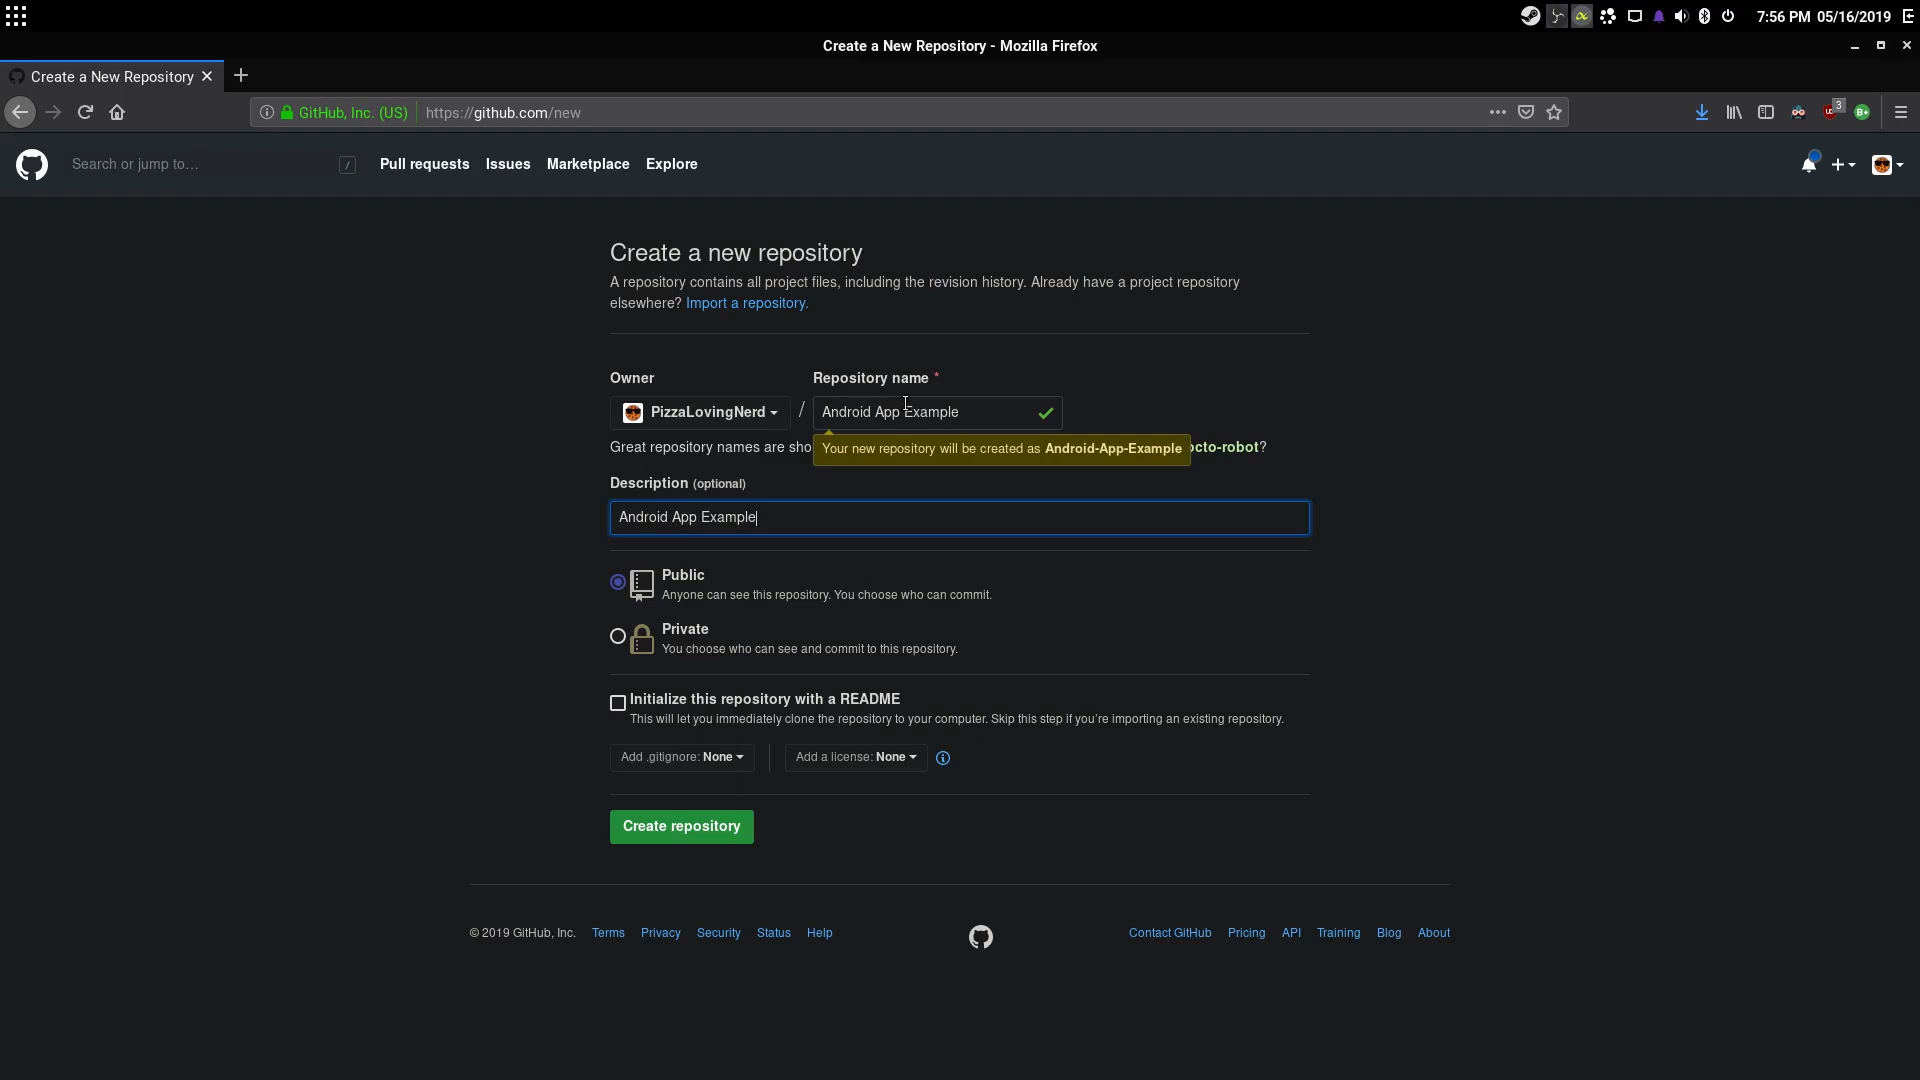 7:56 PM 05/16/2019
Create a New Repository - Mozilla Firefox
Create a New Repository
GitHub, Inc. (US) https://github.com/new
3
Search or jump to… /
Pull requests Issues Marketplace Explore
Create a new repository
A repository contains all project files, including the revision history. Already have a project repository
elsewhere? Import a repository.
Owner
Repository name *
PizzaLovingNerd / Android App Example
Great repository names are sho
Your new repository will be created as Android-App-Example
octo-robot?
Description (optional)
Android App Example
Public
Anyone can see this repository. You choose who can commit.
Private
You choose who can see and commit to this repository.
Initialize this repository with a README
This will let you immediately clone the repository to your computer. Skip this step if you’re importing an existing repository.
Add .gitignore: None
Add a license: None
Create repository
© 2019 GitHub, Inc. Terms Privacy Security Status Help
Contact GitHub Pricing API Training Blog About